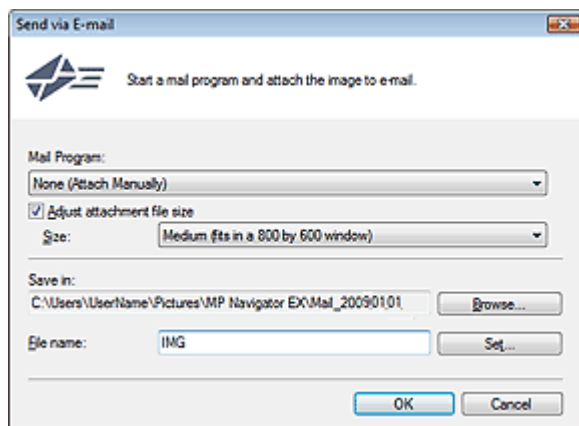 Send via E-mail
Start a mail program and attach the image to e-mail.
Mail Program:
None (Attach Manually)
Adjust attachment file size
Size: Medium (fits in a 800 by 600 window)
Save in:
C:\Users\UserName\Pictures\MP Navigator EX\Mail_20090101 Browse...
File name: IMG Set...
OK Cancel